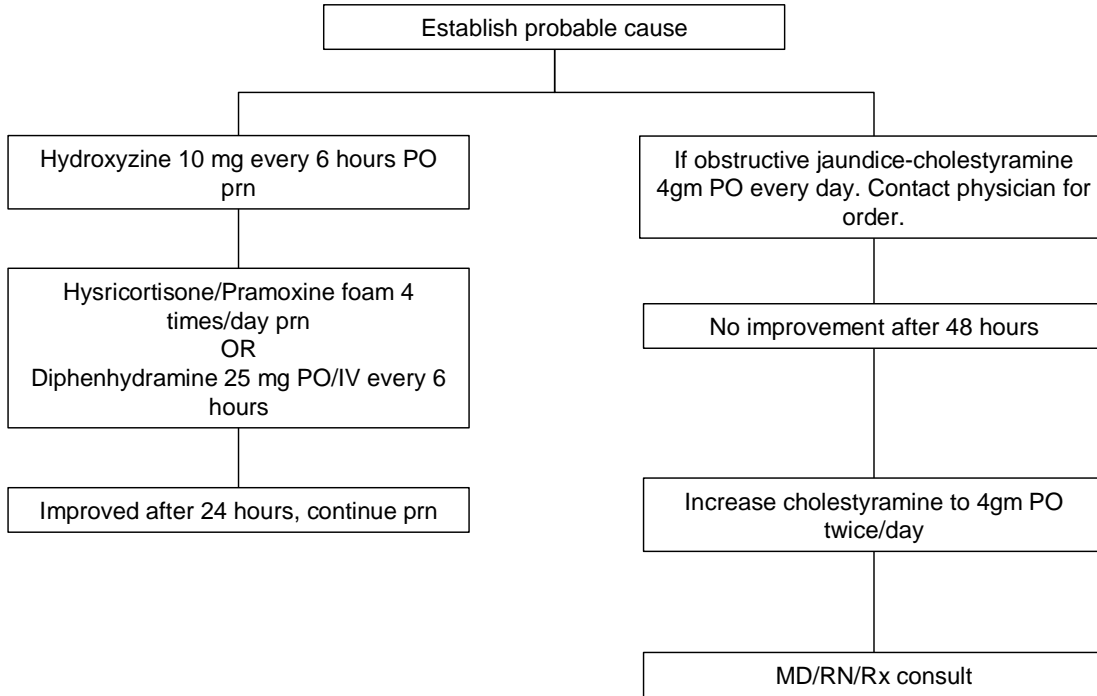 Establish probable cause
Hydroxyzine 10 mg every 6 hours PO
prn
Hysricortisone/Pramoxine foam 4
times/day prn
OR
Diphenhydramine 25 mg PO/IV every 6
hours
Improved after 24 hours, continue prn
If obstructive jaundice-cholestyramine
4gm PO every day. Contact physician for
order.
No improvement after 48 hours
Increase cholestyramine to 4gm PO
twice/day
MD/RN/Rx consult